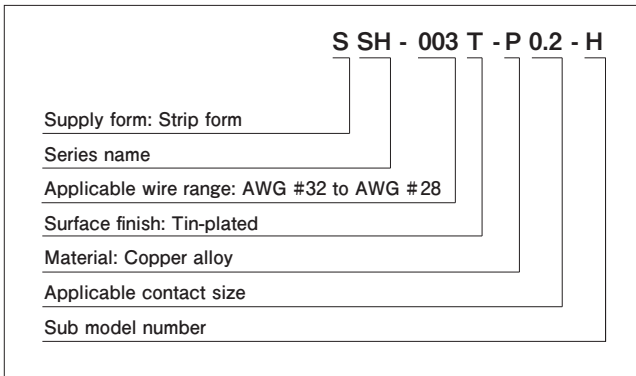 S SH - 003 T - P 0.2 - H
Supply form: Strip form
Series name
Applicable wire range: AWG #32 to AWG #28
Surface finish: Tin-plated
Material: Copper alloy
Applicable contact size
Sub model number